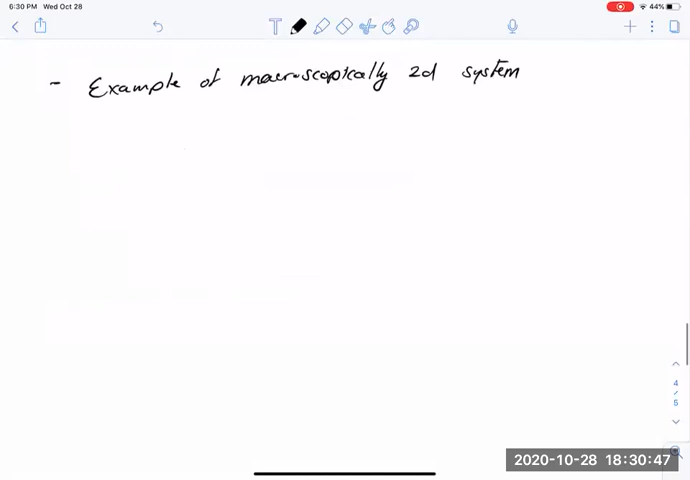 6:30 PM Wed Oct 28
44%
- Example of macroscopically 2d system
4
5
2020-10-28 18:30:47